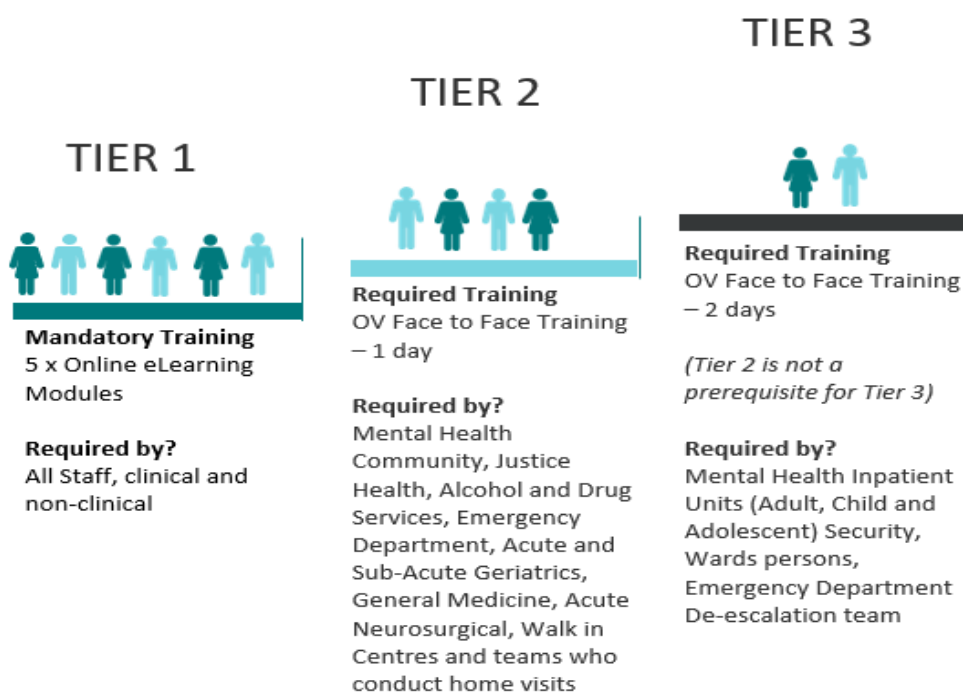 TIER 1
Mandatory Training
5 x Online eLearning
Modules
Required by?
All Staff, clinical and
non-clinical
TIER 2
Required Training
OV Face to Face Training
– 1 day
Required by?
Mental Health
Community, Justice
Health, Alcohol and Drug
Services, Emergency
Department, Acute and
Sub-Acute Geriatrics,
General Medicine, Acute
Neurosurgical, Walk in
Centres and teams who
conduct home visits
TIER 3
Required Training
OV Face to Face Training
– 2 days
(Tier 2 is not a
prerequisite for Tier 3)
Required by?
Mental Health Inpatient
Units (Adult, Child and
Adolescent) Security,
Wards persons,
Emergency Department
De-escalation team